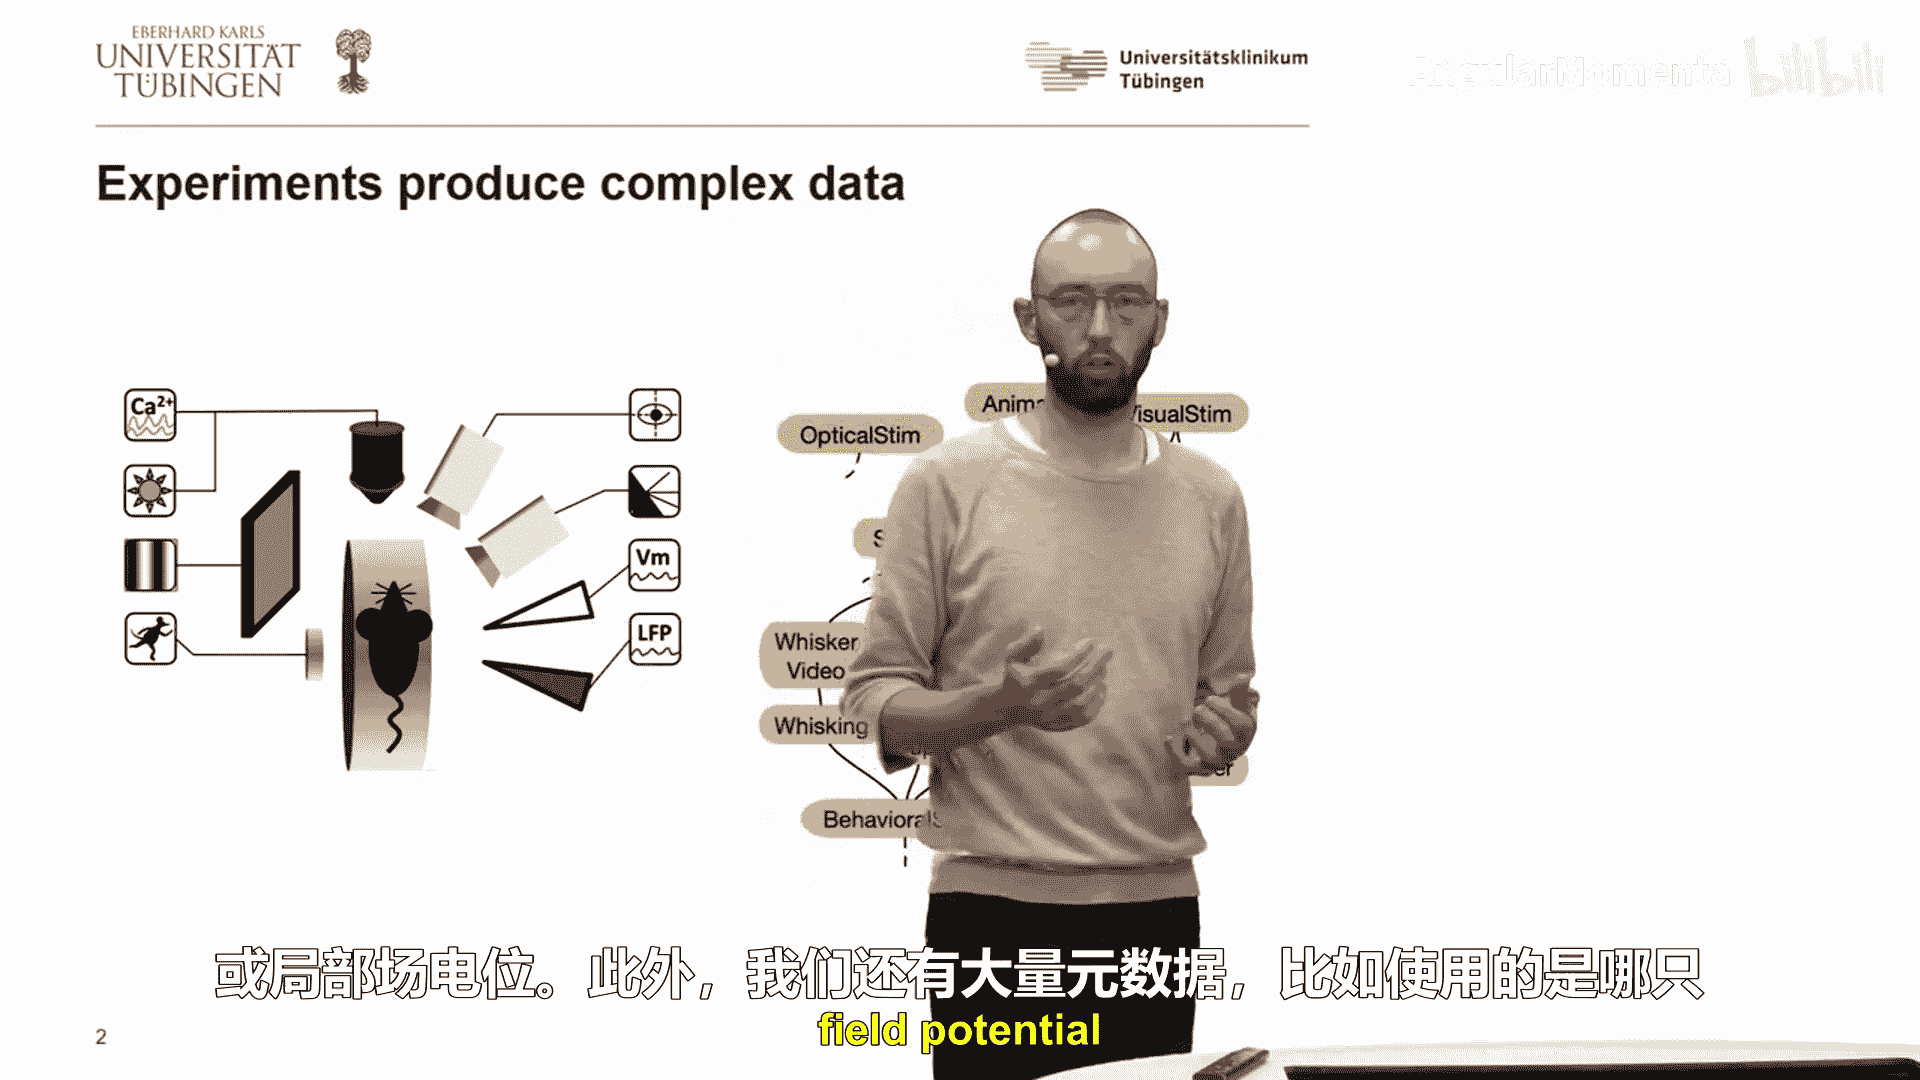 EBERHARD KARLS
UNIVERSITÄT
TÜBINGEN
Universitätsklinikum
Tübingen
AngularMomenta
bilibili
Experiments produce complex data
Ca²⁺
Vm
LFP
OpticalStim
VisualStim
Whisker
Video
Whisking
或局部场电位。此外，我们还有大量元数据，比如使用的是哪只
field potential
2